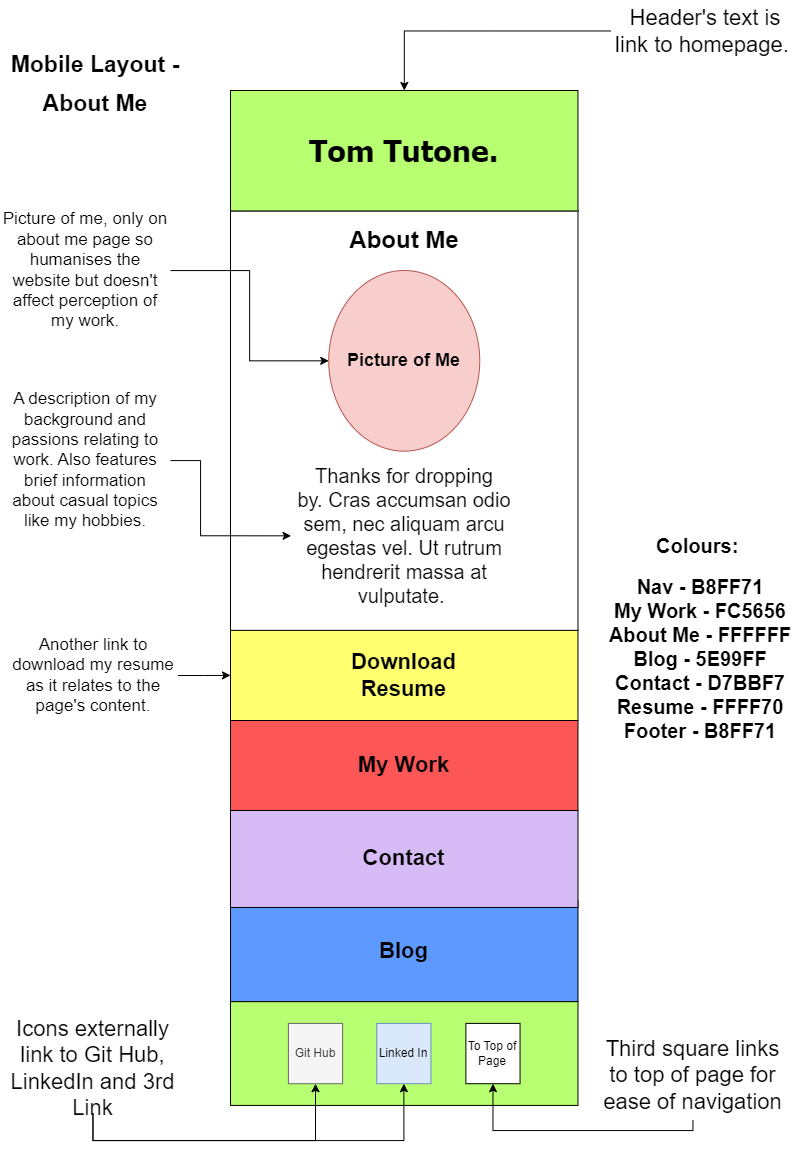 Header's text is
link to homepage.
Mobile Layout -
About Me
Tom Tutone.
Picture of me, only on
about me page so
humanises the
website but doesn't
affect perception of
my work.
About Me
Picture of Me
A description of my
background and
passions relating to
work. Also features
brief information
about casual topics
like my hobbies.
Thanks for dropping
by. Cras accumsan odio
sem, nec aliquam arcu
egestas vel. Ut rutrum
hendrerit massa at
vulputate.
Colours:
Nav - B8FF71
My Work - FC5656
About Me - FFFFFF
Blog - 5E99FF
Contact - D7BBF7
Resume - FFFF70
Footer - B8FF71
Another link to
download my resume
as it relates to the
page's content.
Download
Resume
My Work
Contact
Blog
Icons externally
link to Git Hub,
LinkedIn and 3rd
Link
Git Hub
Linked In
To Top of
Page
Third square links
to top of page for
ease of navigation